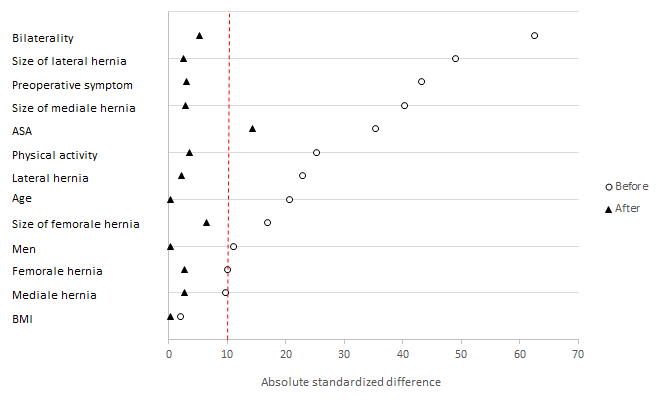 Bilaterality
Size of lateral hernia
Preoperative symptom
Size of mediale hernia
ASA
Physical activity
Lateral hernia
Age
Size of femorale hernia
Men
Femorale hernia
Mediale hernia
BMI
Before
After
0 10 20 30 40 50 60 70
Absolute standardized difference